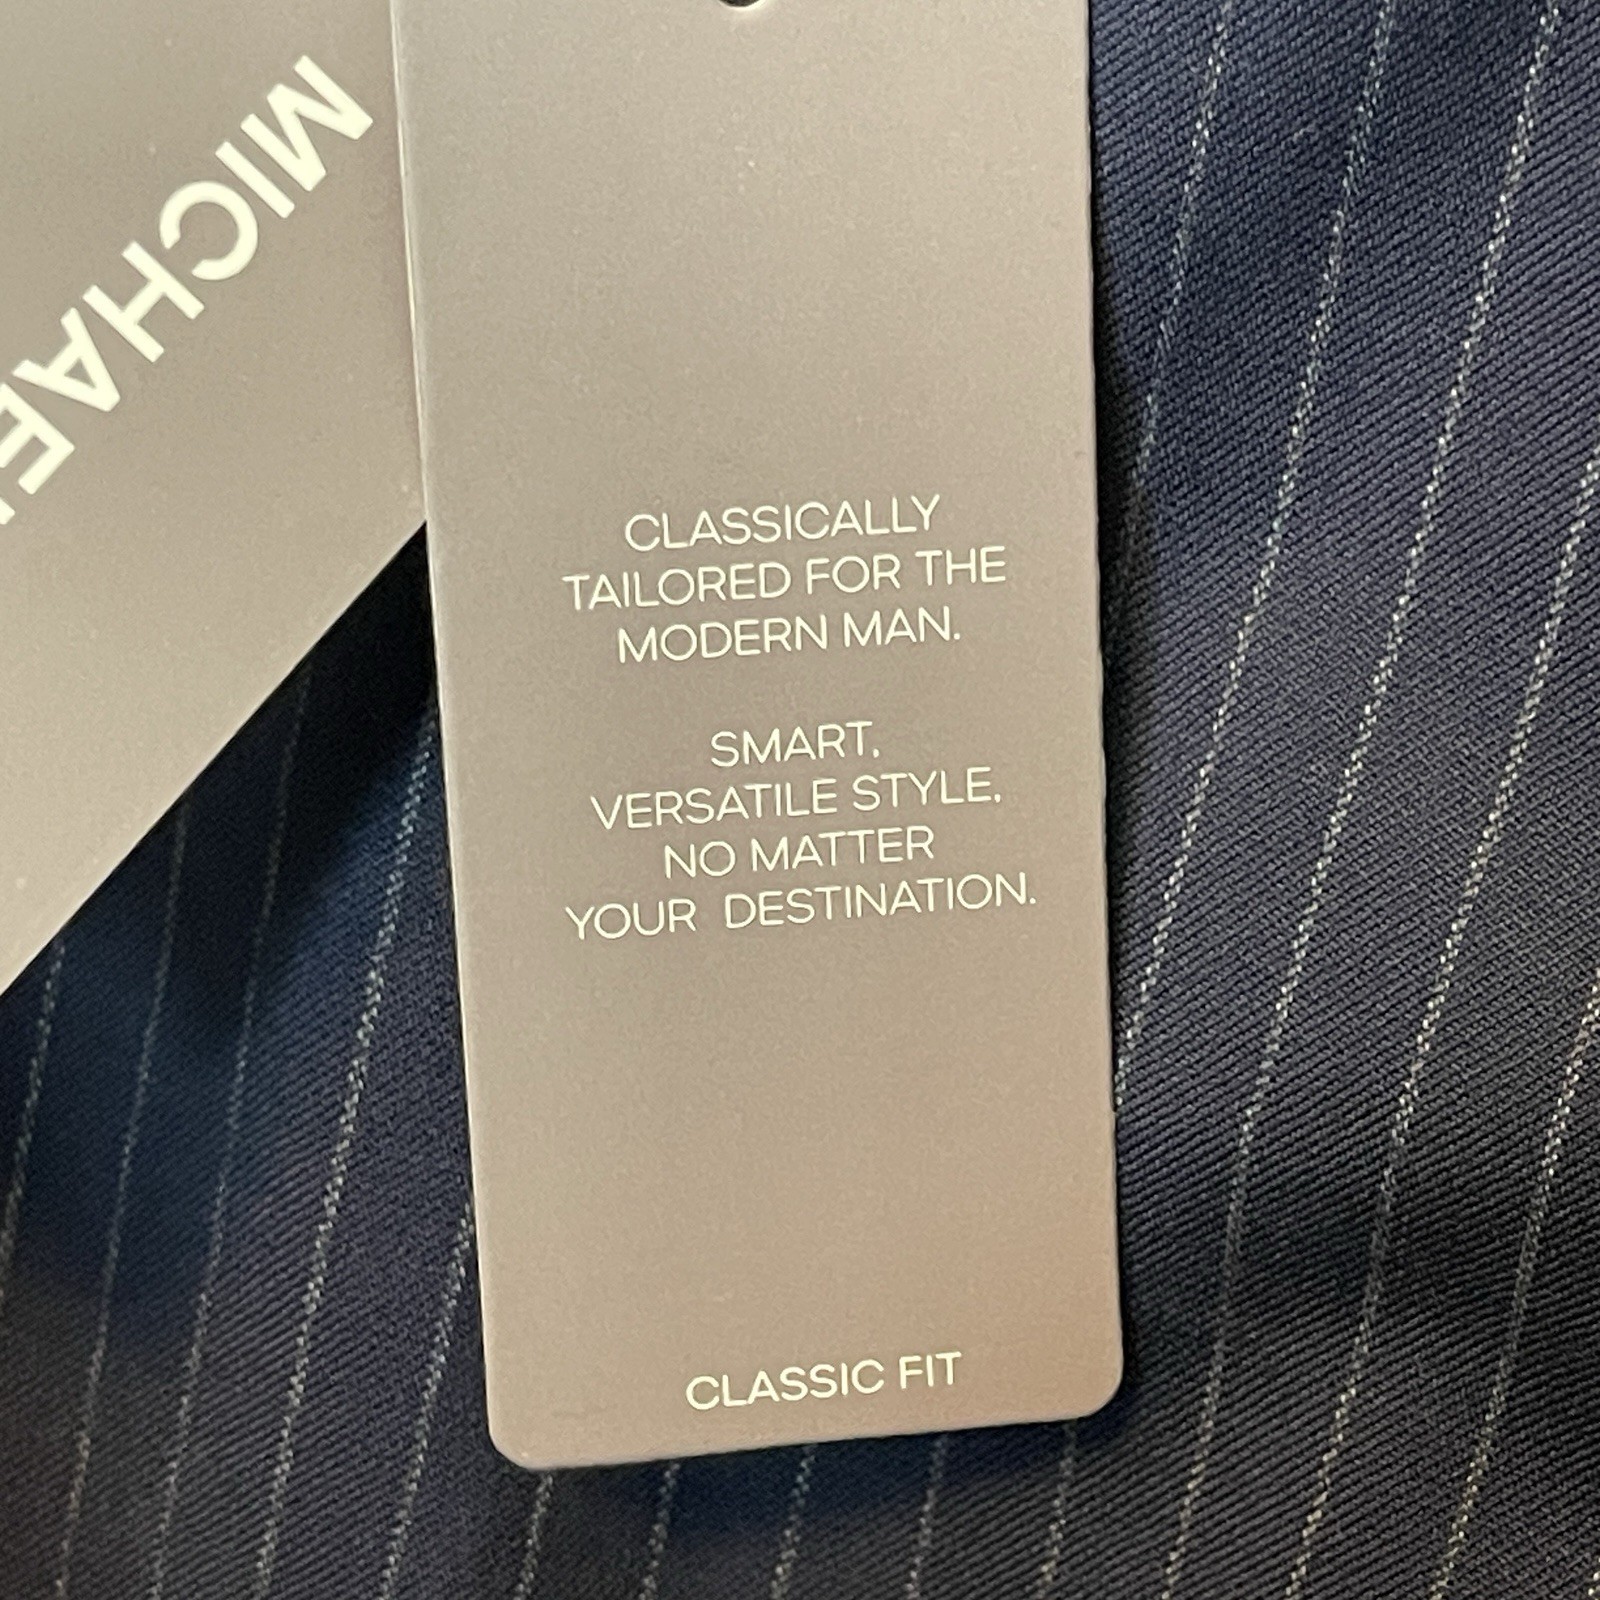 MICHAE
CLASSICALLY
TAILORED FOR THE
MODERN MAN.
SMART,
VERSATILE STYLE,
NO MATTER
YOUR DESTINATION.
CLASSIC FIT